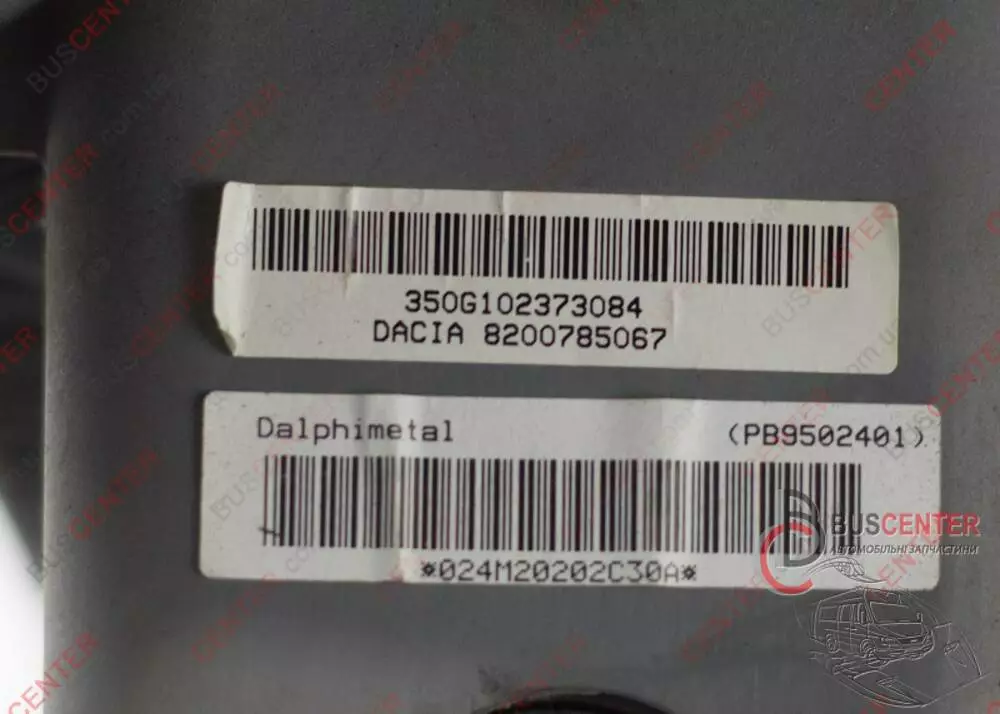 350G102373084
DACIA 8200785067
Dalphimetal (PB9502401)
*024M20202C30A*
BUSCENTER
АВТОМОБІЛЬНІ ЗАПЧАСТИНИ